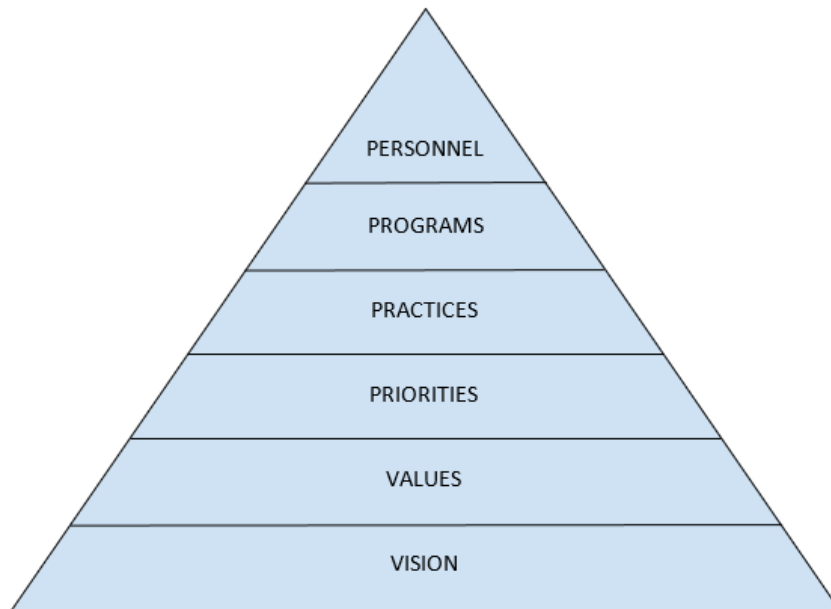 PERSONNEL
PROGRAMS
PRACTICES
PRIORITIES
VALUES
VISION